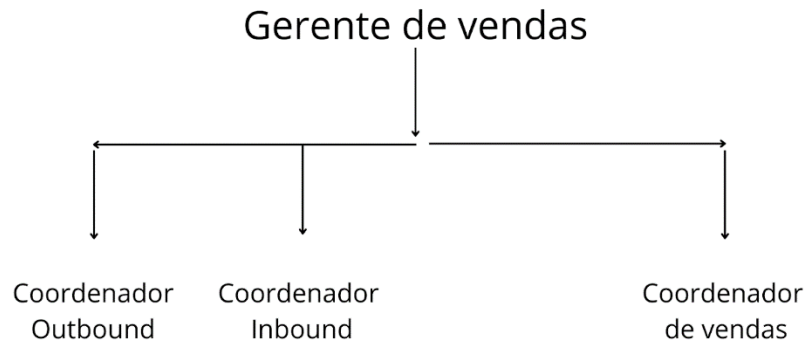 Gerente de vendas
Coordenador
Outbound
Coordenador
Inbound
Coordenador
de vendas